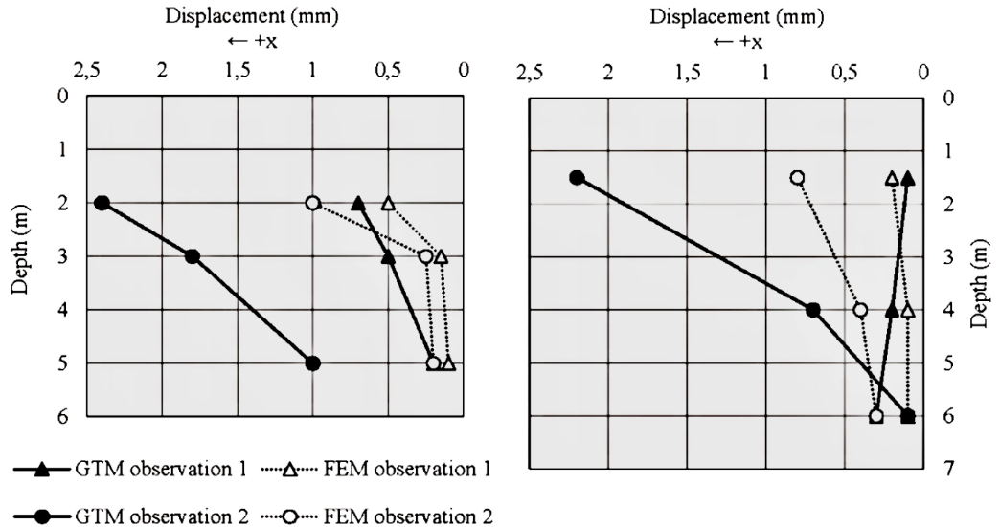 Displacement (mm)
← +x
2,5 2 1,5 1 0,5 0
0
1
2
3
4
5
6
Depth (m)
Displacement (mm)
← +x
2,5 2 1,5 1 0,5 0
0
1
2
3
4
5
6
7
Depth (m)
GTM observation 1 FEM observation 1
GTM observation 2 FEM observation 2